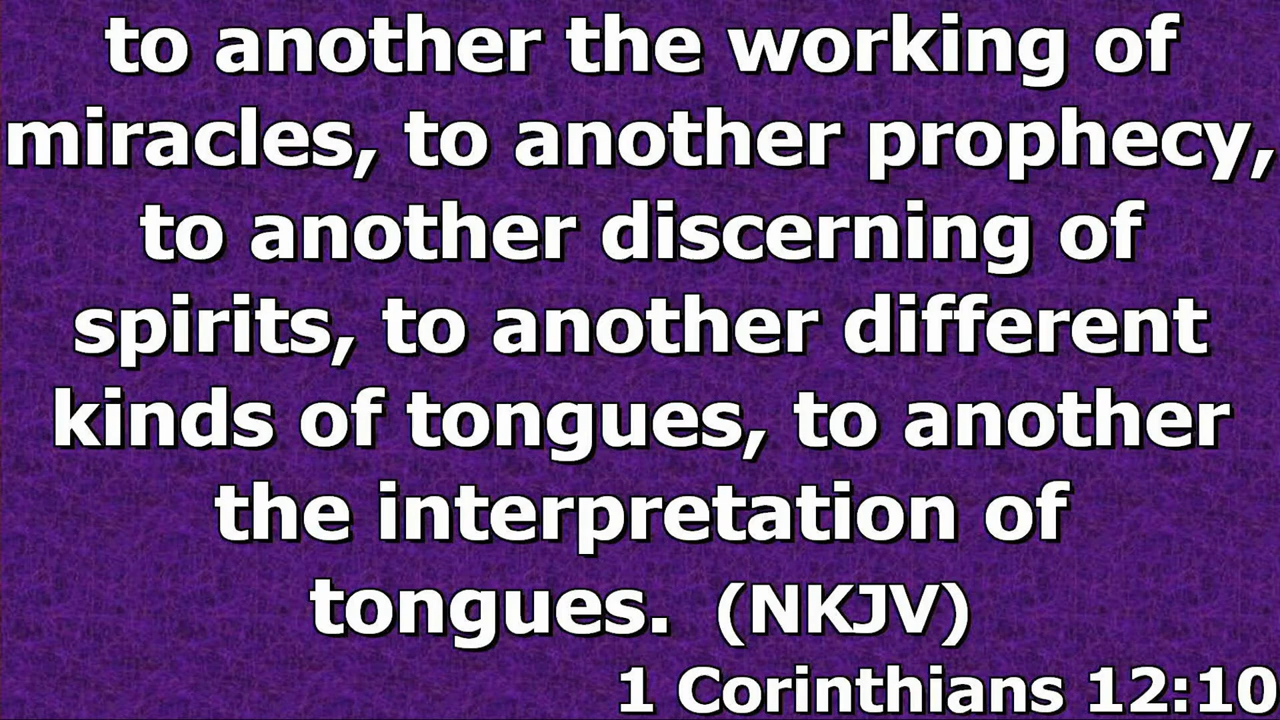 to another the working of
miracles, to another prophecy,
to another discerning of
spirits, to another different
kinds of tongues, to another
the interpretation of
tongues. (NKJV)
1 Corinthians 12:10